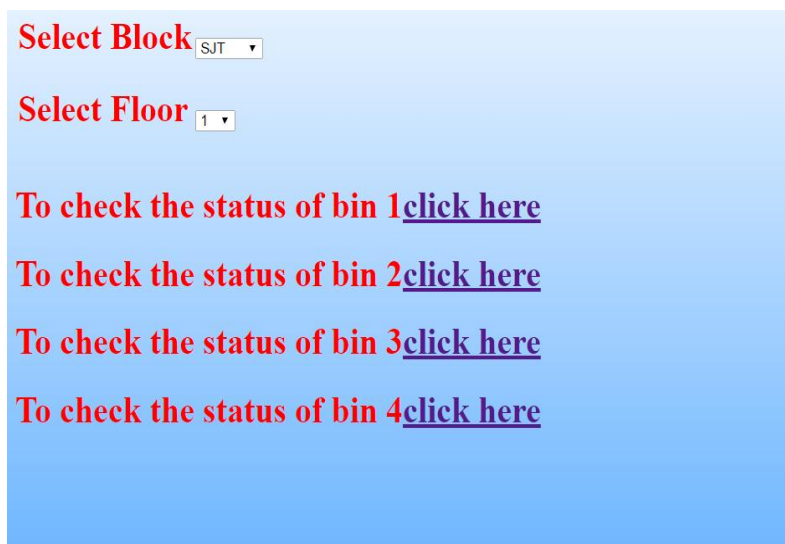 Select Block SJT
Select Floor 1
To check the status of bin 1click here
To check the status of bin 2click here
To check the status of bin 3click here
To check the status of bin 4click here